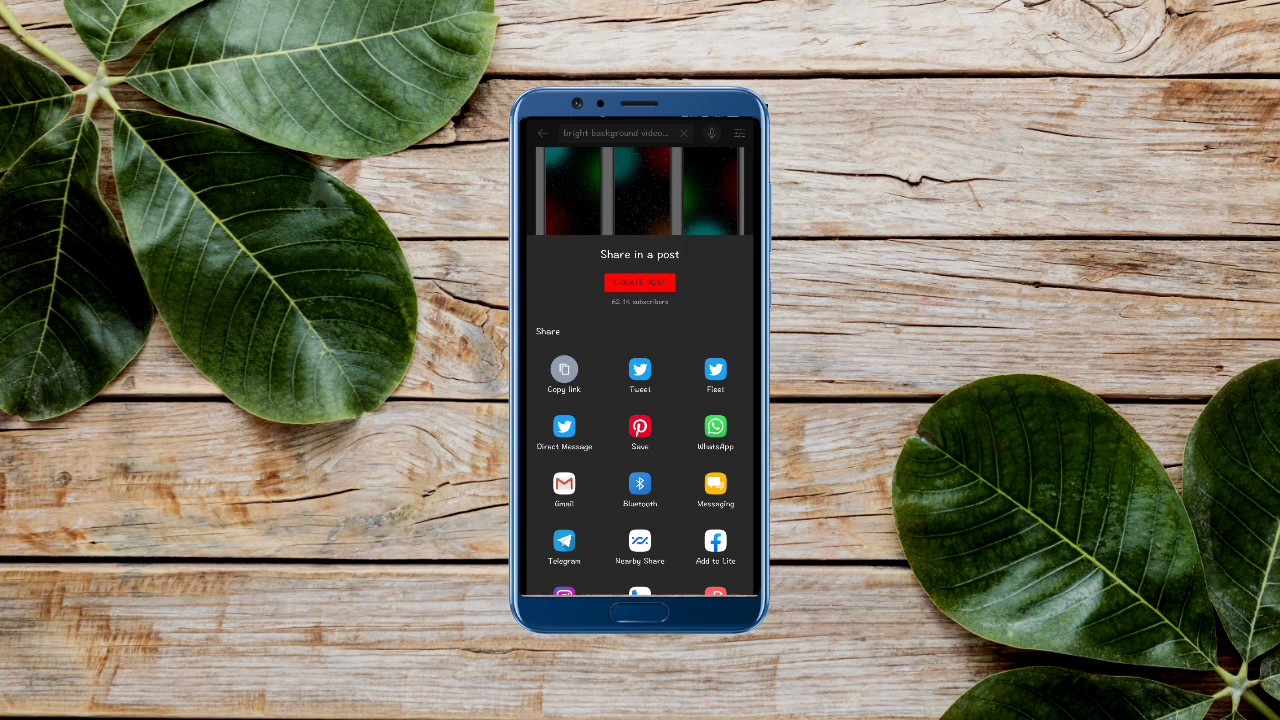 bright background video...
Share in a post
CREATE POST
62.1K subscribers
Share
Copy link
Tweet
Fleet
Direct Message
Save
WhatsApp
Gmail
Bluetooth
Messaging
Telegram
Nearby Share
Add to Lite